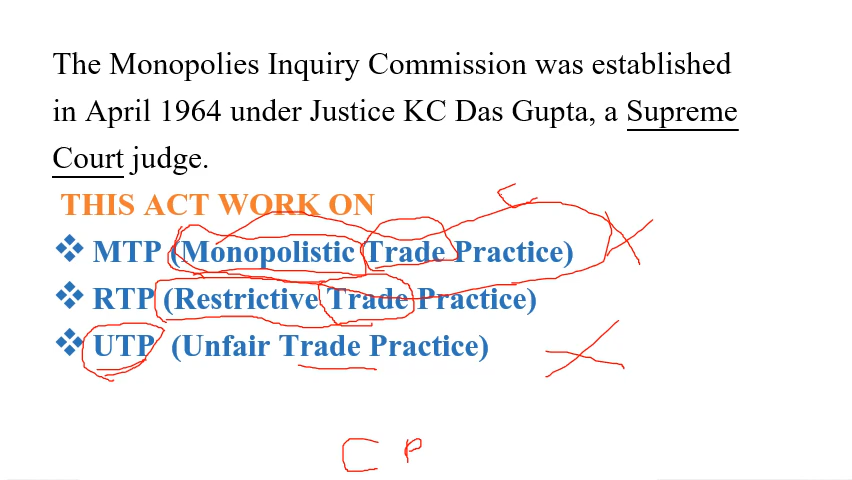 The Monopolies Inquiry Commission was established
in April 1964 under Justice KC Das Gupta, a Supreme
Court judge.
THIS ACT WORK ON
❖ MTP (Monopolistic Trade Practice)
❖ RTP (Restrictive Trade Practice)
❖ UTP (Unfair Trade Practice)